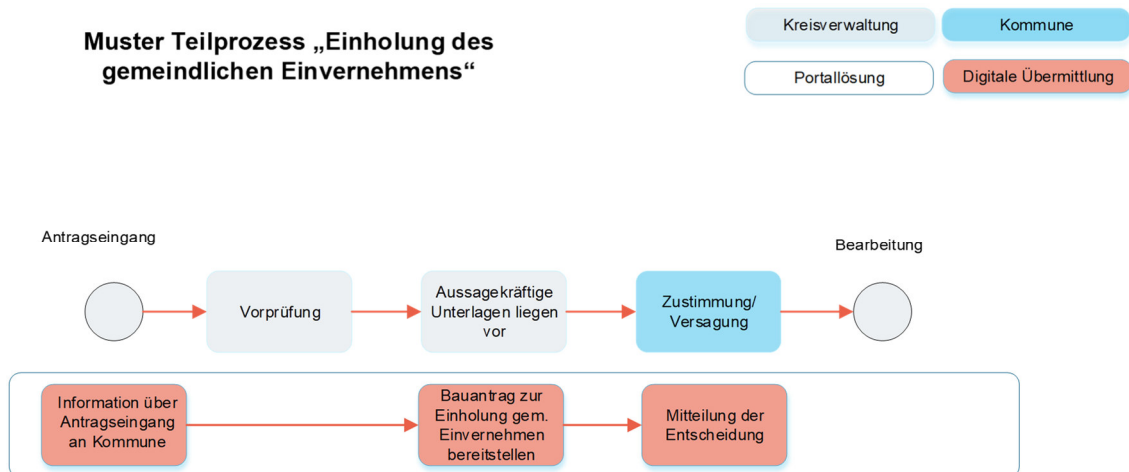 Muster Teilprozess „Einholung des
gemeindlichen Einvernehmens“
Kreisverwaltung
Kommune
Portallösung
Digitale Übermittlung
Antragseingang
Bearbeitung
Vorprüfung
Aussagekräftige
Unterlagen liegen
vor
Zustimmung/
Versagung
Information über
Antragseingang
an Kommune
Bauantrag zur
Einholung gem.
Einvernehmen
bereitstellen
Mitteilung der
Entscheidung